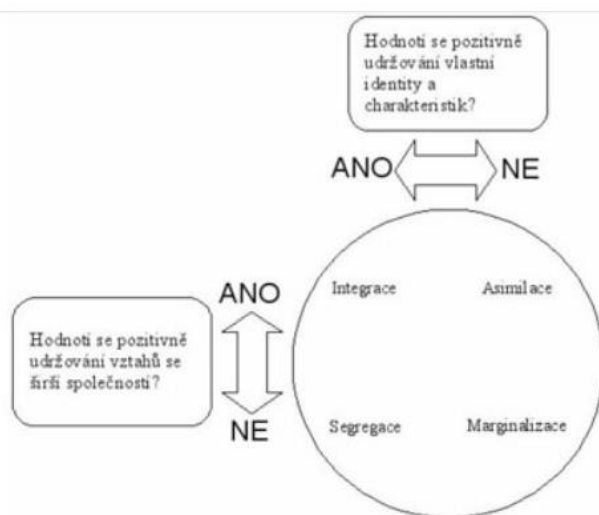 Hodnotí se pozitivně
udržování vlastní
identity a
charakteristik?
ANO
NE
Integrace
Asimilace
ANO
Hodnotí se pozitivně
udržování vztahů se
širší společností?
NE
Segregace
Marginalizace